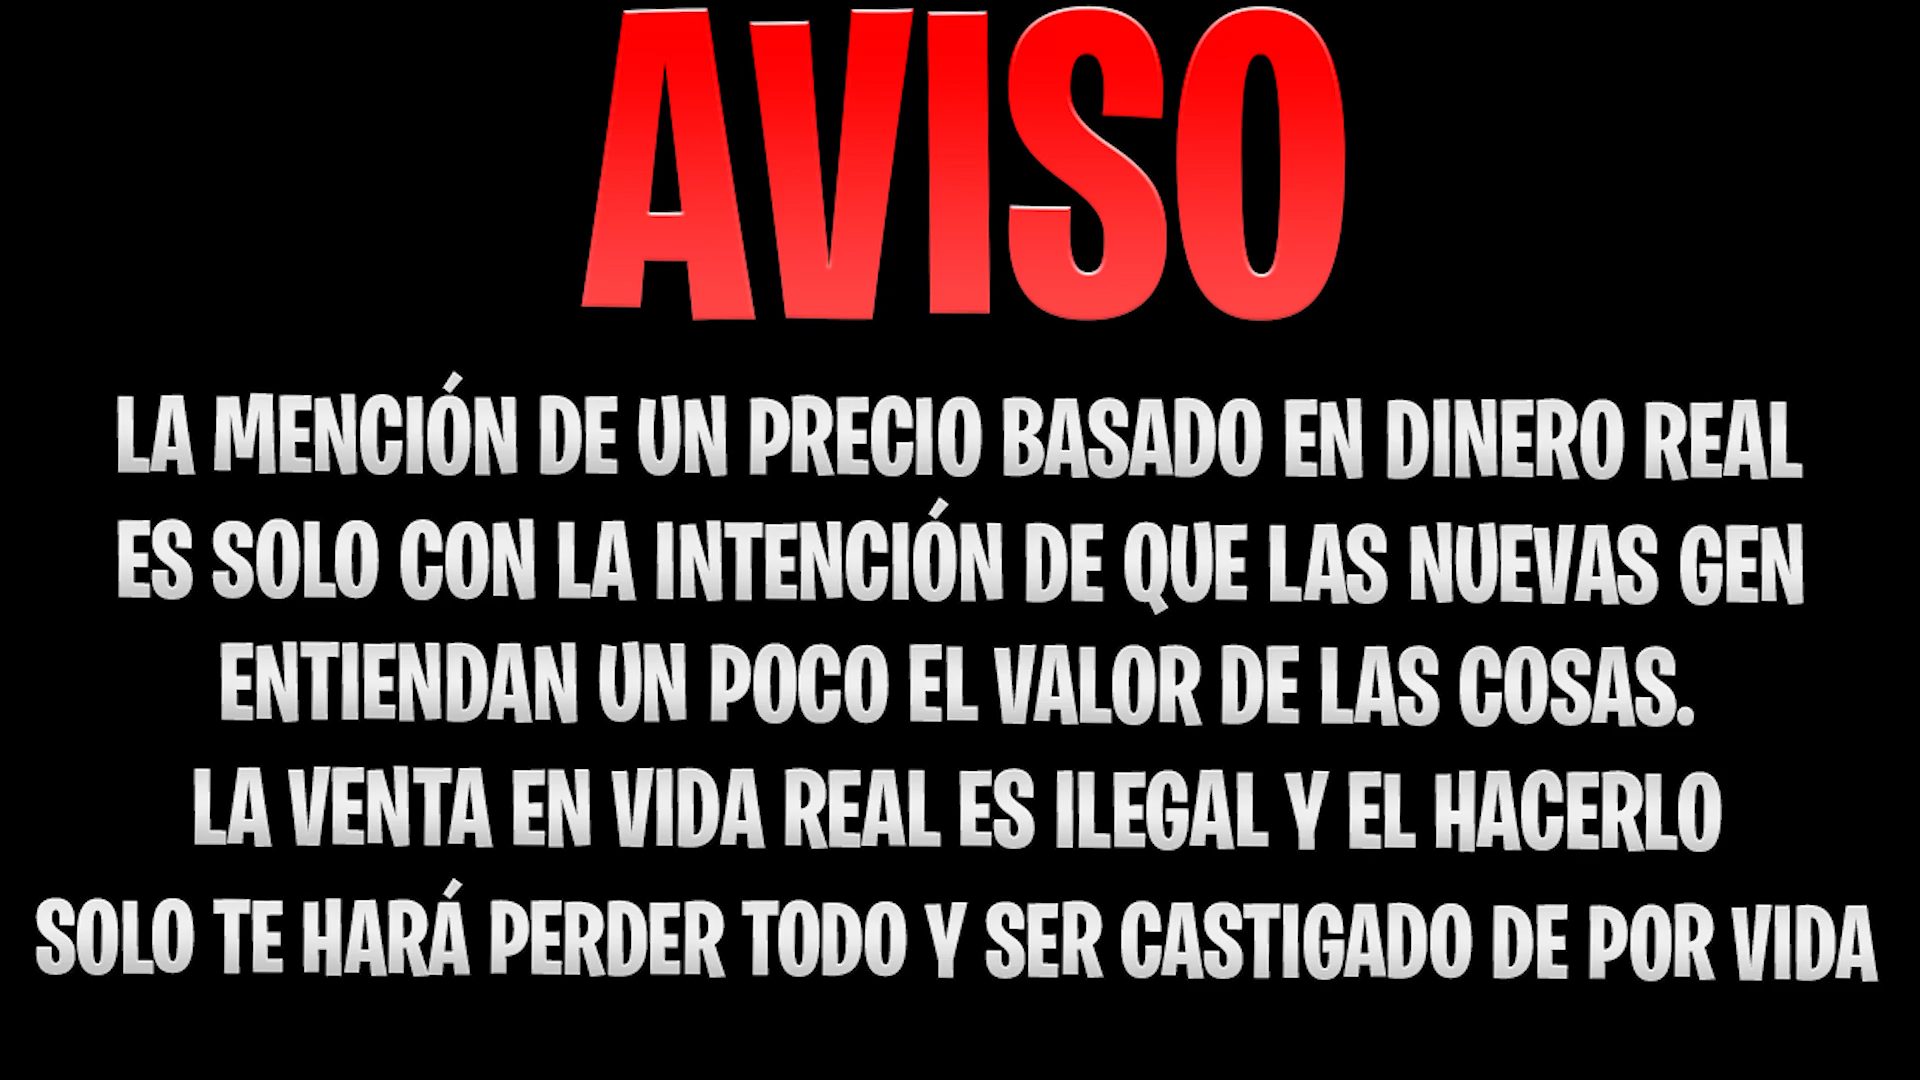 AVISO
LA MENCIÓN DE UN PRECIO BASADO EN DINERO REAL
ES SOLO CON LA INTENCIÓN DE QUE LAS NUEVAS GEN
ENTIENDAN UN POCO EL VALOR DE LAS COSAS.
LA VENTA EN VIDA REAL ES ILEGAL Y EL HACERLO
SOLO TE HARÁ PERDER TODO Y SER CASTIGADO DE POR VIDA